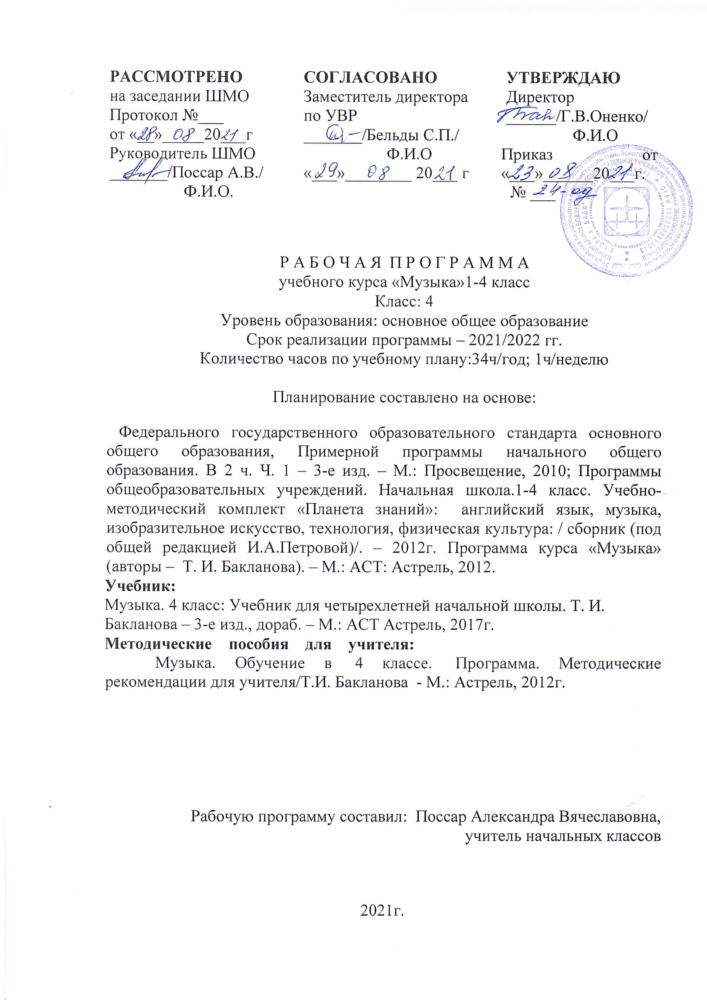 РАССМОТРЕНО
на заседании ШМО
Протокол №___
от «28» 08 2021 г
Руководитель ШМО
_______/Поссар А.В./
Ф.И.О.
СОГЛАСОВАНО
Заместитель директора
по УВР
_______/Бельды С.П./
Ф.И.О
«29» 08 2021 г
УТВЕРЖДАЮ
Директор
______/Г.В.Оненко/
Ф.И.О
Приказ от
«23» 08 2021г.
№ 24-од
Р А Б О Ч А Я П Р О Г Р А М М А
учебного курса «Музыка»1-4 класс
Класс: 4
Уровень образования: основное общее образование
Срок реализации программы – 2021/2022 гг.
Количество часов по учебному плану:34ч/год; 1ч/неделю
Планирование составлено на основе:
Федерального государственного образовательного стандарта основного
общего образования, Примерной программы начального общего
образования. В 2 ч. Ч. 1 – 3-е изд. – М.: Просвещение, 2010; Программы
общеобразовательных учреждений. Начальная школа.1-4 класс. Учебно-
методический комплект «Планета знаний»: английский язык, музыка,
изобразительное искусство, технология, физическая культура: / сборник (под
общей редакцией И.А.Петровой)/. – 2012г. Программа курса «Музыка»
(авторы – Т. И. Бакланова). – М.: АСТ: Астрель, 2012.
Учебник:
Музыка. 4 класс: Учебник для четырехлетней начальной школы. Т. И.
Бакланова – 3-е изд., дораб. – М.: АСТ Астрель, 2017г.
Методические пособия для учителя:
Музыка. Обучение в 4 классе. Программа. Методические
рекомендации для учителя/Т.И. Бакланова - М.: Астрель, 2012г.
Рабочую программу составил: Поссар Александра Вячеславовна,
учитель начальных классов
2021г.